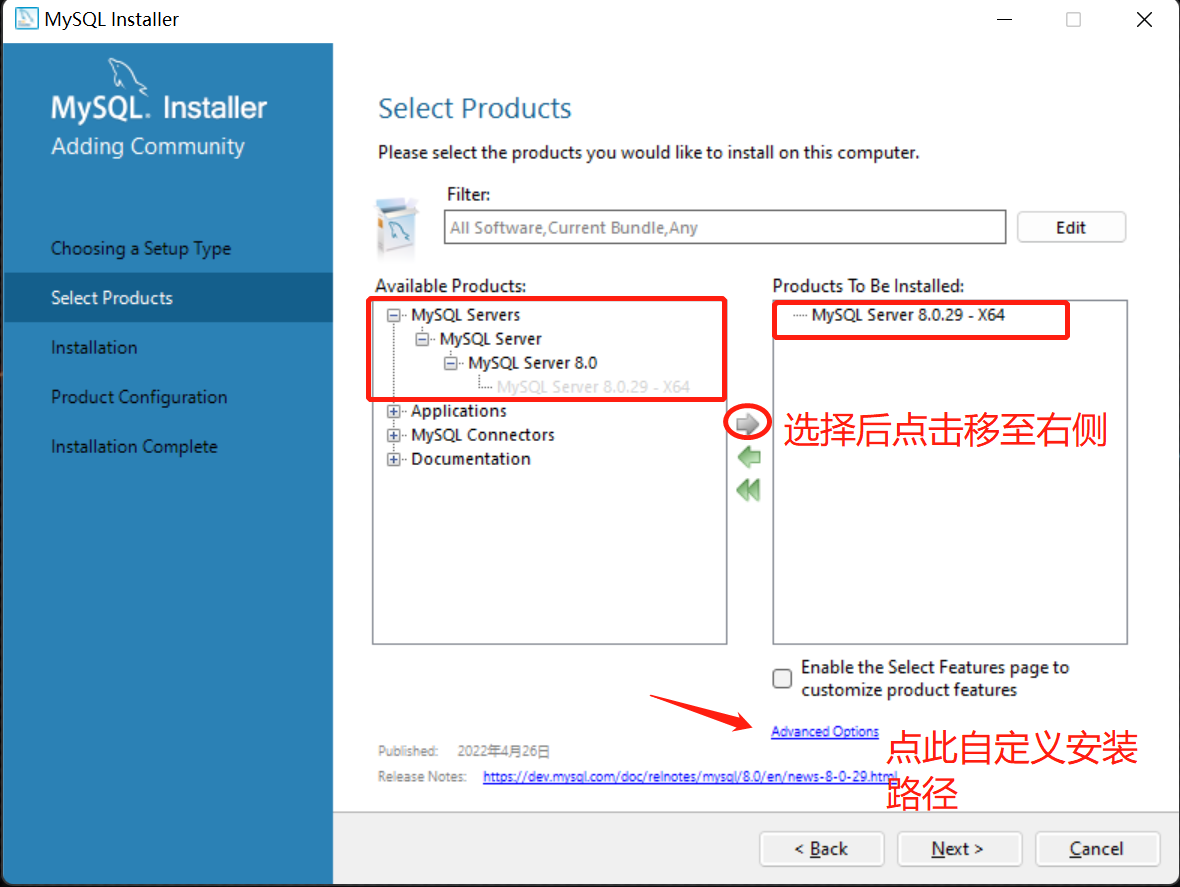 MySQL Installer
MySQL. Installer
Adding Community
Choosing a Setup Type
Select Products
Installation
Product Configuration
Installation Complete
Select Products
Please select the products you would like to install on this computer.
Filter:
All Software,Current Bundle,Any
Edit
Available Products:
MySQL Servers
MySQL Server
MySQL Server 8.0
MySQL Server 8.0.29 - X64
Applications
MySQL Connectors
Documentation
Products To Be Installed:
MySQL Server 8.0.29 - X64
选择后点击移至右侧
Enable the Select Features page to
customize product features
Advanced Options
点此自定义安装
路径
Published: 2022年4月26日
Release Notes: https://dev.mysql.com/doc/relnotes/mysql/8.0/en/news-8-0-29.html
< Back
Next >
Cancel